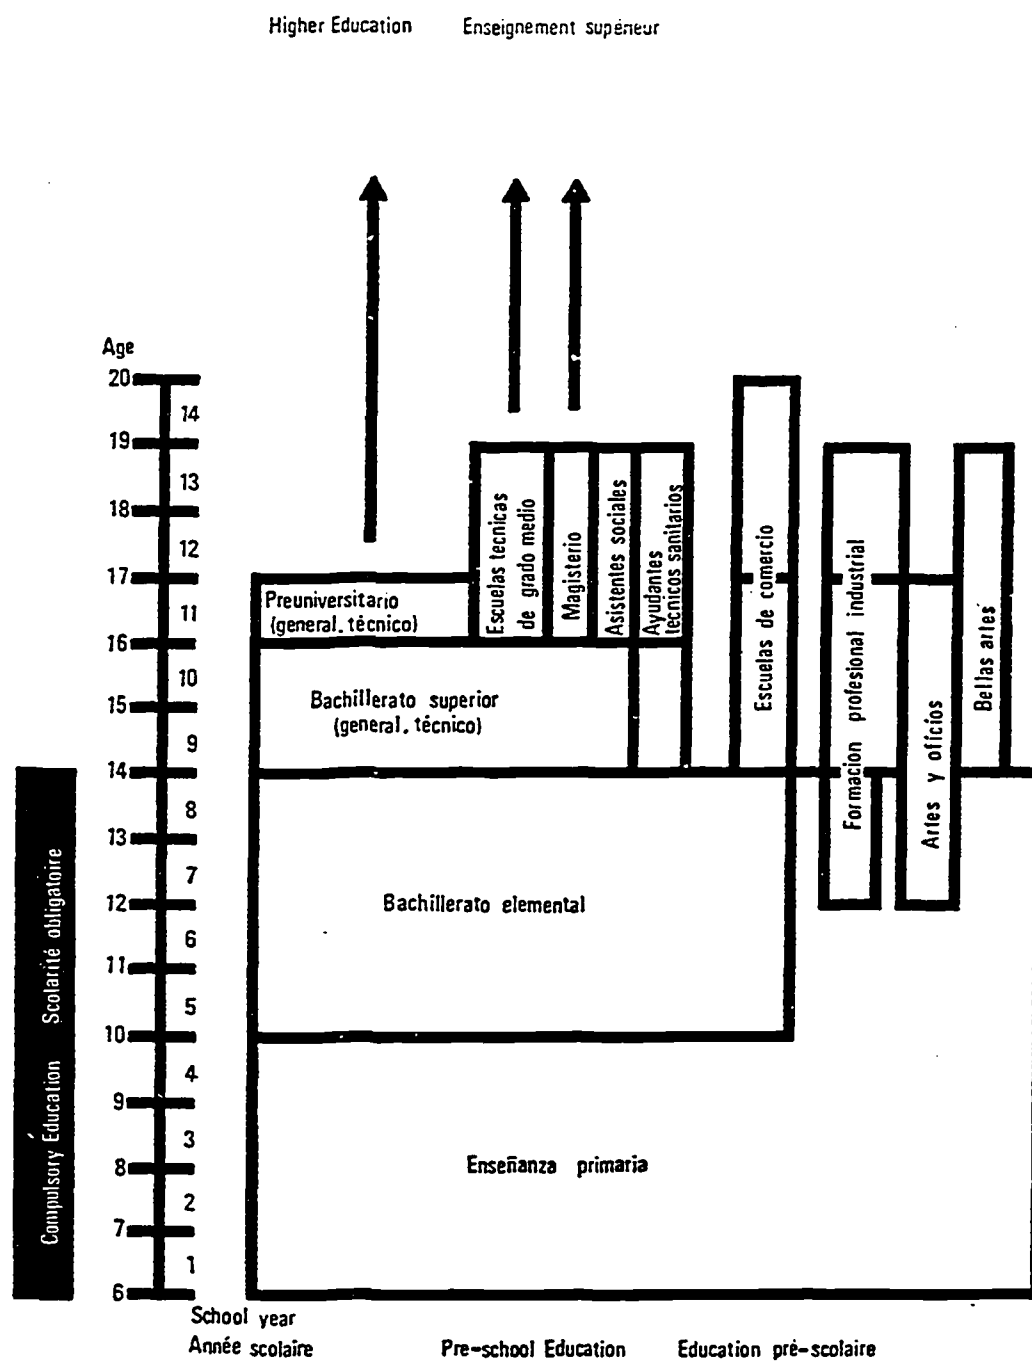 Higher Education Enseignement supérieur
Age
20
14
19
13
18
12
17
11
16
10
15
9
14
8
13
7
12
6
11
5
10
4
9
3
8
2
7
1
6
Compulsory Education Scolarité obligatoire
Preuniversitario
(general, técnico)
Escuelas tecnicas
de grado medio
Magisterio
Asistentes sociales
Ayudantes
tecnicos sanitarios
Escuelas de comercio
Formacion profesional industrial
Artes y oficios
Bellas artes
Bachillerato superior
(general, técnico)
Bachillerato elemental
Enseñanza primaria
School year
Année scolaire
Pre-school Education Education pré-scolaire